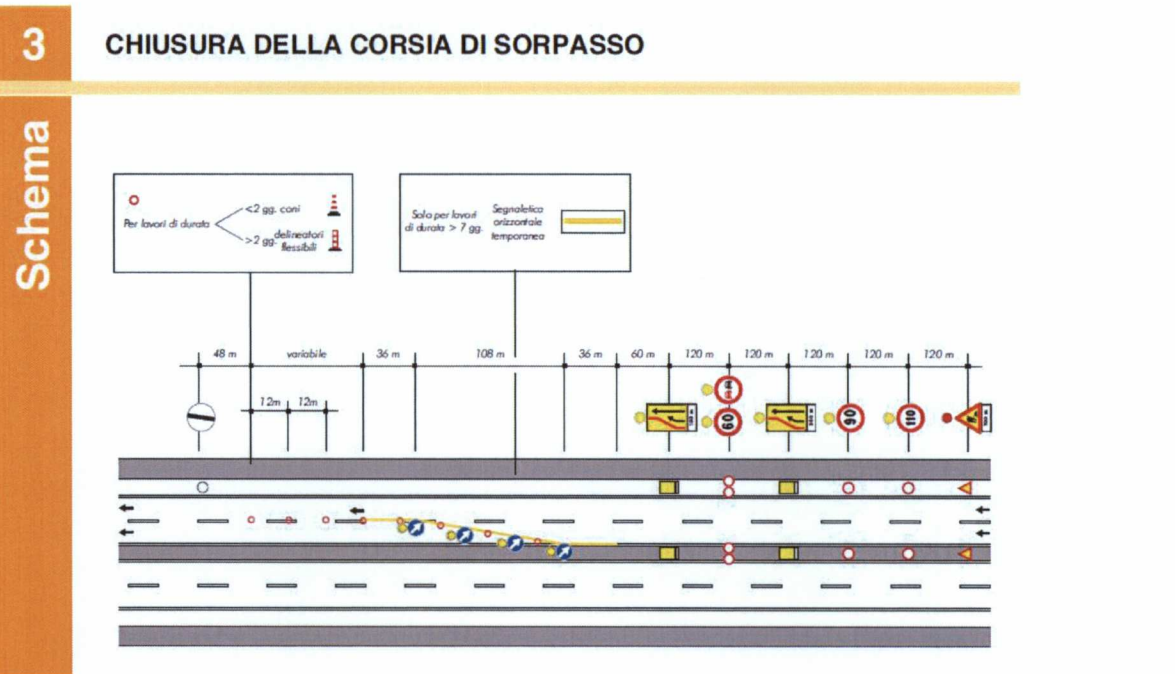 3
CHIUSURA DELLA CORSIA DI SORPASSO
Schema
Per lavori di durata
<2 gg. coni
>2 gg. delineatori
flessibili
Solo per lavori
di durata > 7 gg.
Segnaletica
orizzontale
temporanea
48 m variabile 36 m 108 m 36 m 60 m 120 m 120 m 120 m 120 m 120 m
12m 12m
60 90 110